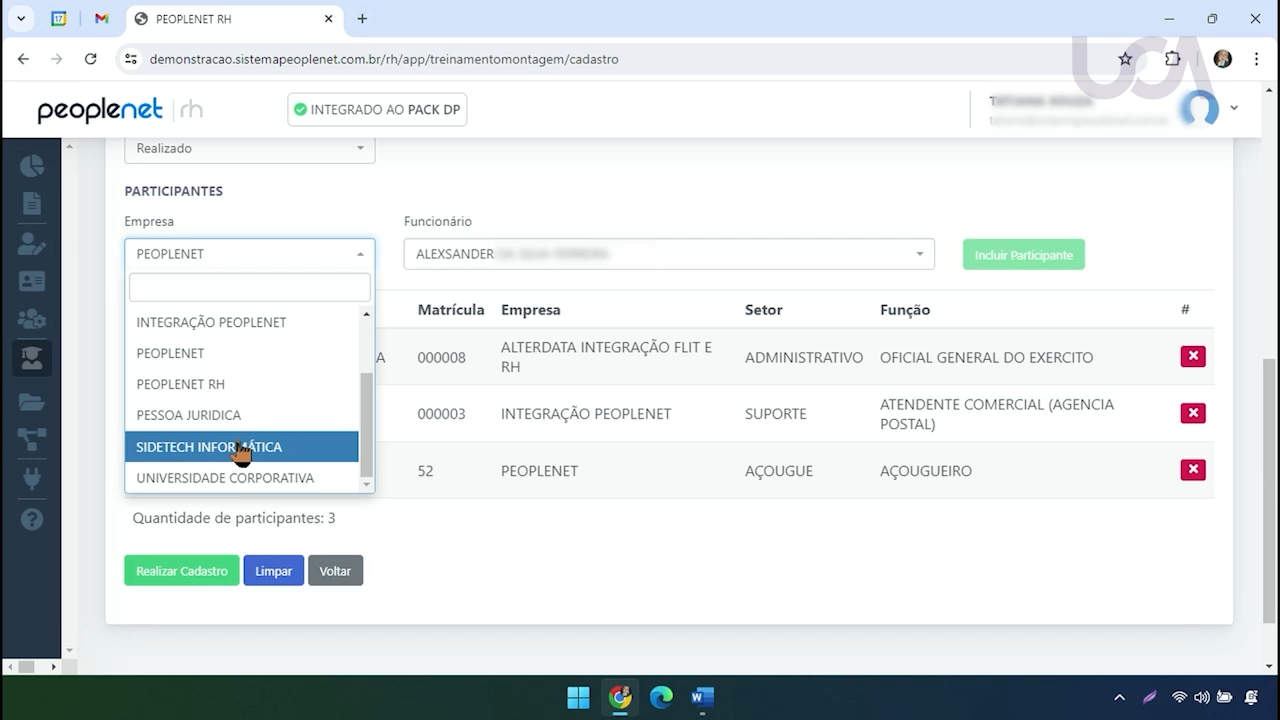 PEOPLENET RH
UCA
demonstracao.sistemapeoplenet.com.br/rh/app/treinamentomontagem/cadastro
peoplenet | rh
INTEGRADO AO PACK DP
Realizado
PARTICIPANTES
Empresa
Funcionário
PEOPLENET
ALEXSANDER
Incluir Participante
INTEGRAÇÃO PEOPLENET
PEOPLENET
PEOPLENET RH
PESSOA JURIDICA
SIDETECH INFORMÁTICA
UNIVERSIDADE CORPORATIVA
Matrícula Empresa Setor Função #
A 000008 ALTERDATA INTEGRAÇÃO FLIT E RH ADMINISTRATIVO OFICIAL GENERAL DO EXERCITO
000003 INTEGRAÇÃO PEOPLENET SUPORTE ATENDENTE COMERCIAL (AGENCIA POSTAL)
52 PEOPLENET AÇOUGUE AÇOUGUEIRO
Quantidade de participantes: 3
Realizar Cadastro Limpar Voltar